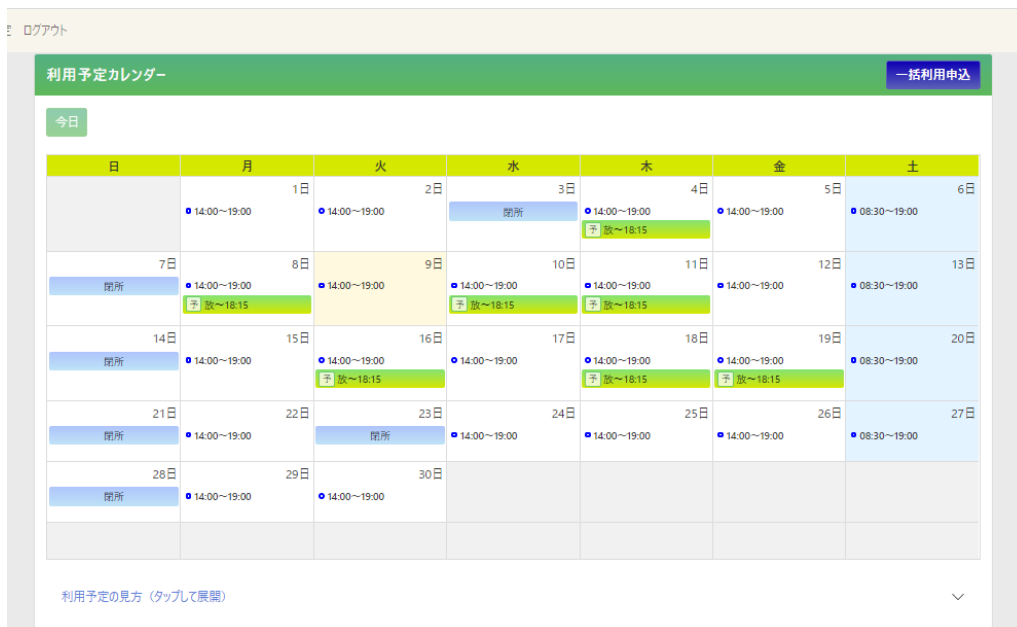 ログアウト
利用予定カレンダー 一括利用申込
今日
日 月 火 水 木 金 土
1日 2日 3日 4日 5日 6日
14:00～19:00 14:00～19:00 閉所 14:00～19:00 14:00～19:00 08:30～19:00
予 放～18:15
7日 8日 9日 10日 11日 12日 13日
閉所 14:00～19:00 14:00～19:00 14:00～19:00 14:00～19:00 14:00～19:00 08:30～19:00
予 放～18:15 予 放～18:15 予 放～18:15
14日 15日 16日 17日 18日 19日 20日
閉所 14:00～19:00 14:00～19:00 14:00～19:00 14:00～19:00 14:00～19:00 08:30～19:00
予 放～18:15 予 放～18:15 予 放～18:15
21日 22日 23日 24日 25日 26日 27日
閉所 14:00～19:00 閉所 14:00～19:00 14:00～19:00 14:00～19:00 08:30～19:00
28日 29日 30日
閉所 14:00～19:00 14:00～19:00
利用予定の見方（タップして展開）